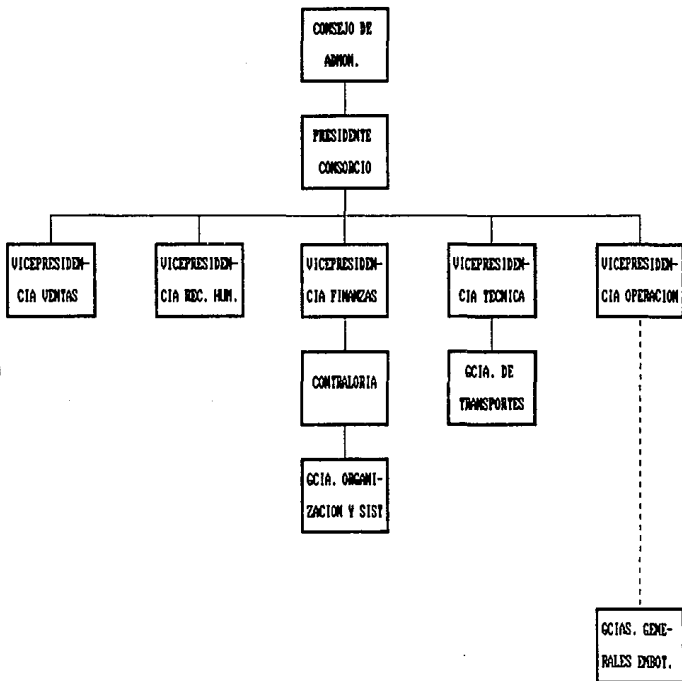 CONSEJO DE
ADMON.
PRESIDENTE
CONSORCIO
VICEPRESIDEN-
CIA VENTAS
VICEPRESIDEN-
CIA REC. HUM.
VICEPRESIDEN-
CIA FINANZAS
VICEPRESIDEN-
CIA TECNICA
VICEPRESIDEN-
CIA OPERACION
CONTRALORIA
GCIA. DE
TRANSPORTES
GCIA. ORGANI-
ZACION Y SIST
GCIAS. GENE-
RALES EMBOT.